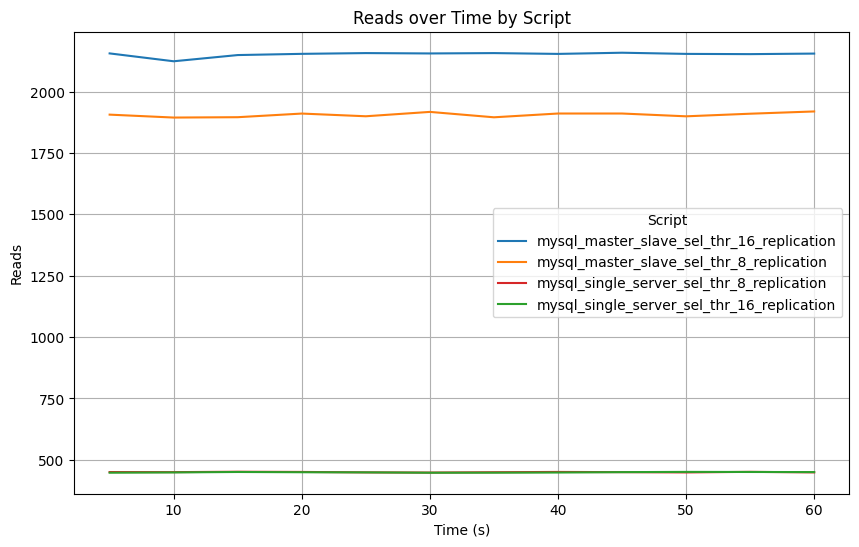 Reads over Time by Script
Reads
2000
1750
1500
1250
1000
750
500
Script
mysql_master_slave_sel_thr_16_replication
mysql_master_slave_sel_thr_8_replication
mysql_single_server_sel_thr_8_replication
mysql_single_server_sel_thr_16_replication
10 20 30 40 50 60
Time (s)